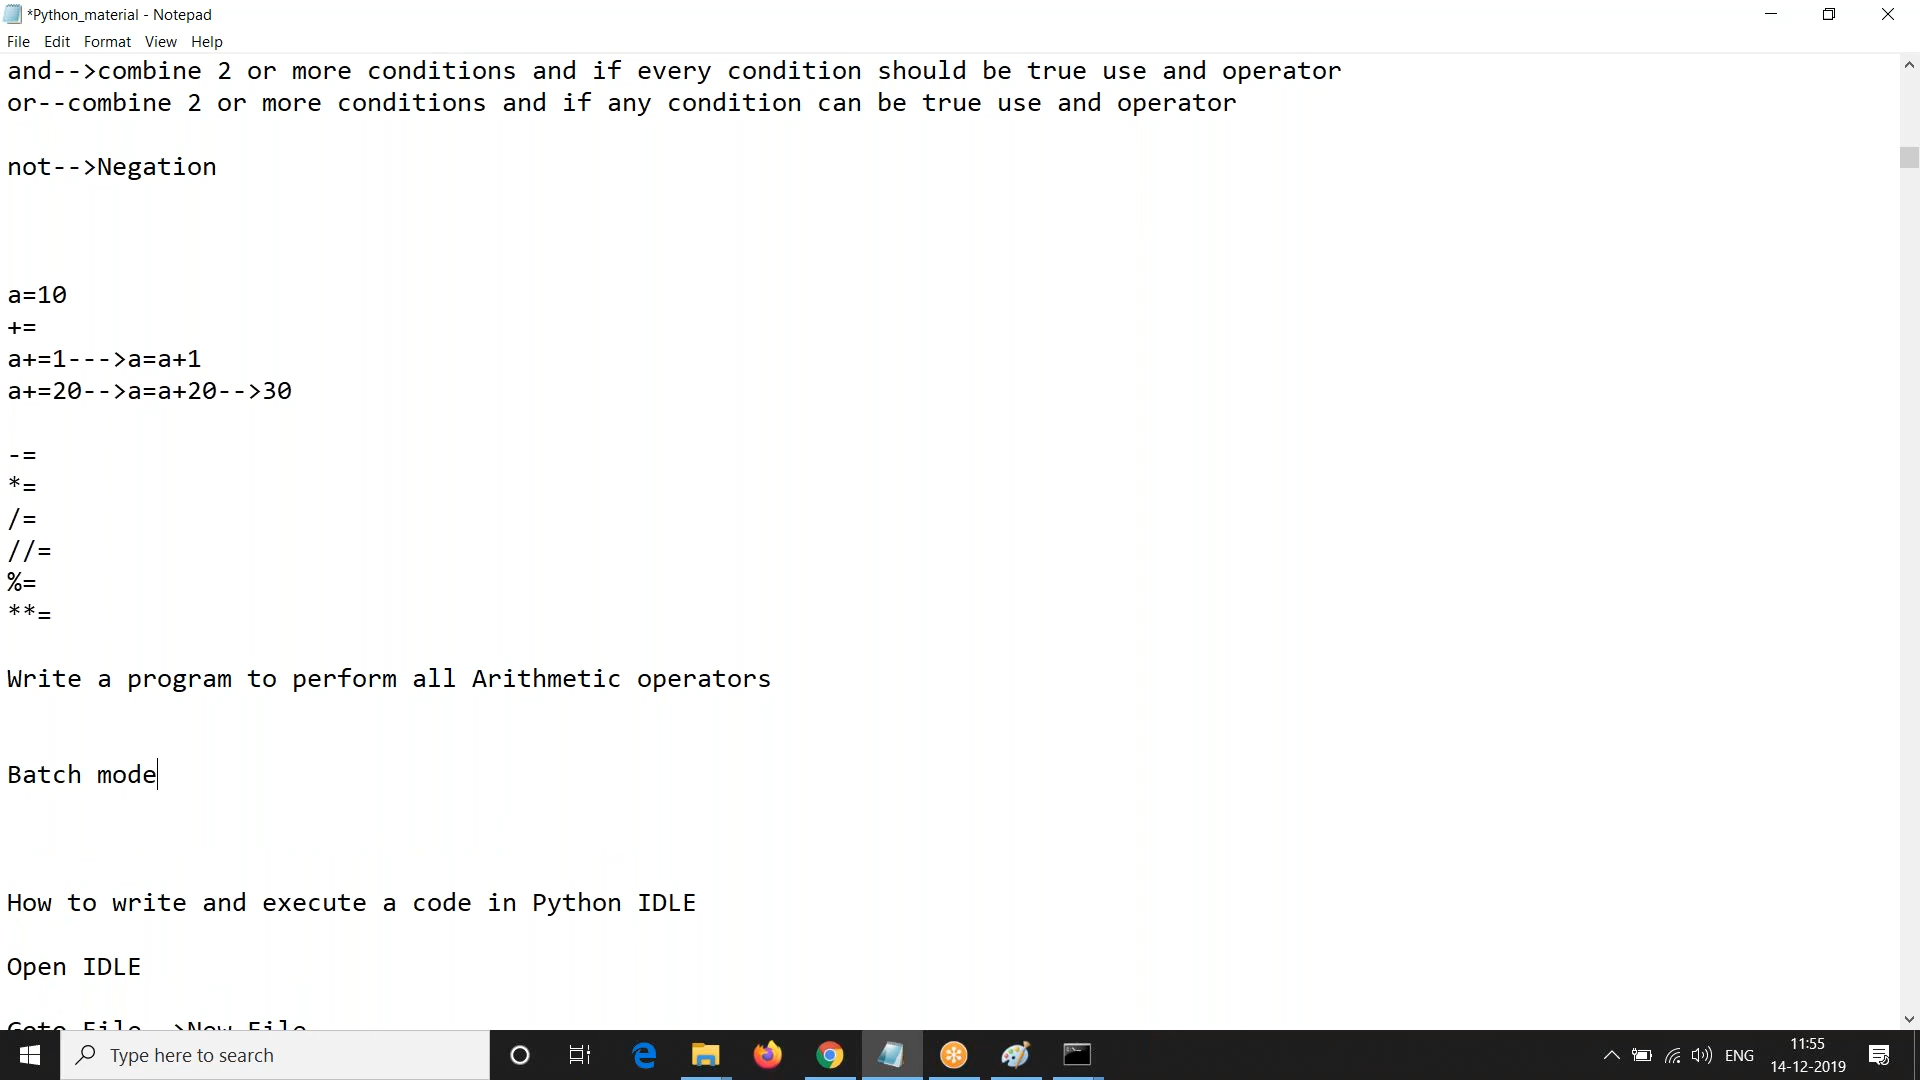 *Python_material - Notepad
File Edit Format View Help
and-->combine 2 or more conditions and if every condition should be true use and operator
or--combine 2 or more conditions and if any condition can be true use and operator
not-->Negation
a=10
+=
a+=1--->a=a+1
a+=20-->a=a+20-->30
-=
*=
/=
//=
%=
**=
Write a program to perform all Arithmetic operators
Batch mode
How to write and execute a code in Python IDLE
Open IDLE
Goto File-->New File
Type here to search
ENG
11:55
14-12-2019